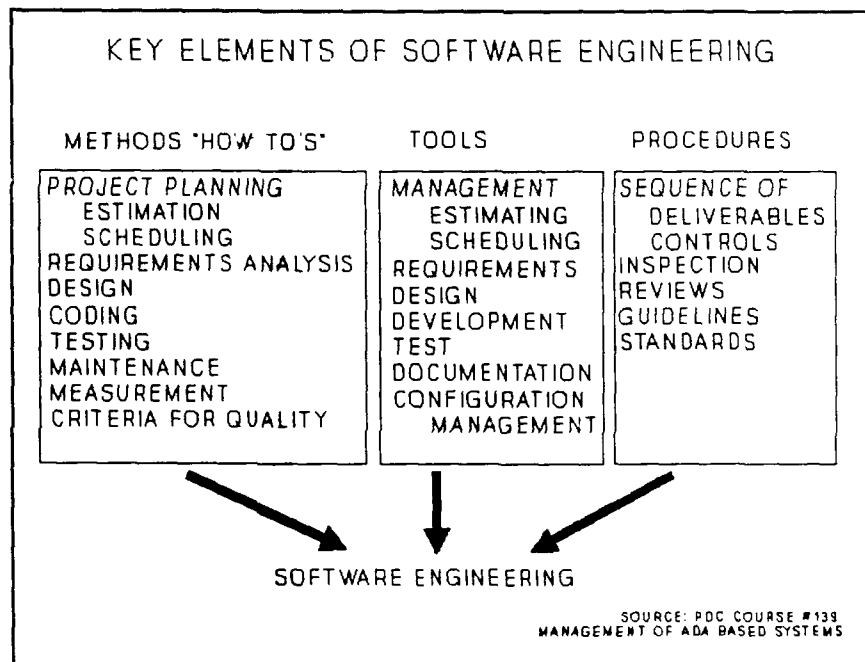 KEY ELEMENTS OF SOFTWARE ENGINEERING
METHODS "HOW TO'S"
PROJECT PLANNING
ESTIMATION
SCHEDULING
REQUIREMENTS ANALYSIS
DESIGN
CODING
TESTING
MAINTENANCE
MEASUREMENT
CRITERIA FOR QUALITY
TOOLS
MANAGEMENT
ESTIMATING
SCHEDULING
REQUIREMENTS
DESIGN
DEVELOPMENT
TEST
DOCUMENTATION
CONFIGURATION
MANAGEMENT
PROCEDURES
SEQUENCE OF
DELIVERABLES
CONTROLS
INSPECTION
REVIEWS
GUIDELINES
STANDARDS
SOFTWARE ENGINEERING
SOURCE: PDC COURSE #139
MANAGEMENT OF ADA BASED SYSTEMS